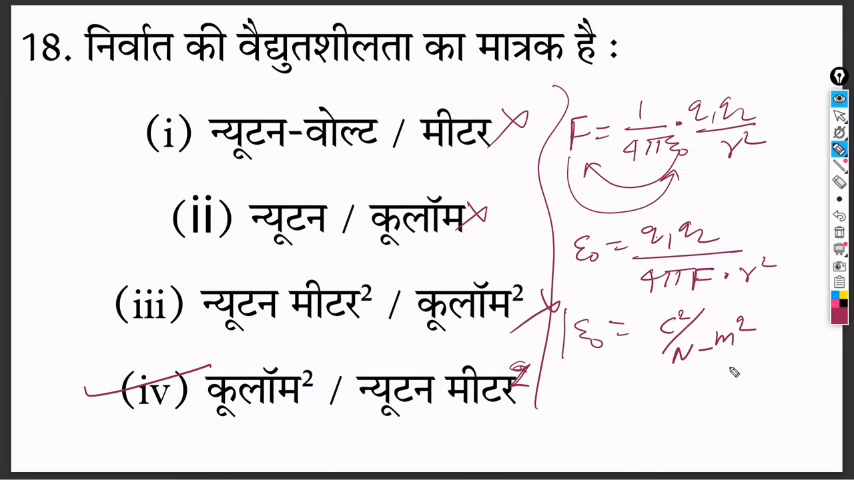 18. निर्वात की वैद्युतशीलता का मात्रक है :
(i) न्यूटन-वोल्ट / मीटर
(ii) न्यूटन / कूलॉम
(iii) न्यूटन मीटर² / कूलॉम²
(iv) कूलॉम² / न्यूटन मीटर²
F = 1/4πε₀ · q₁q₂/r²
ε₀ = q₁q₂/4πF·r²
ε₀ = C²/N-m²